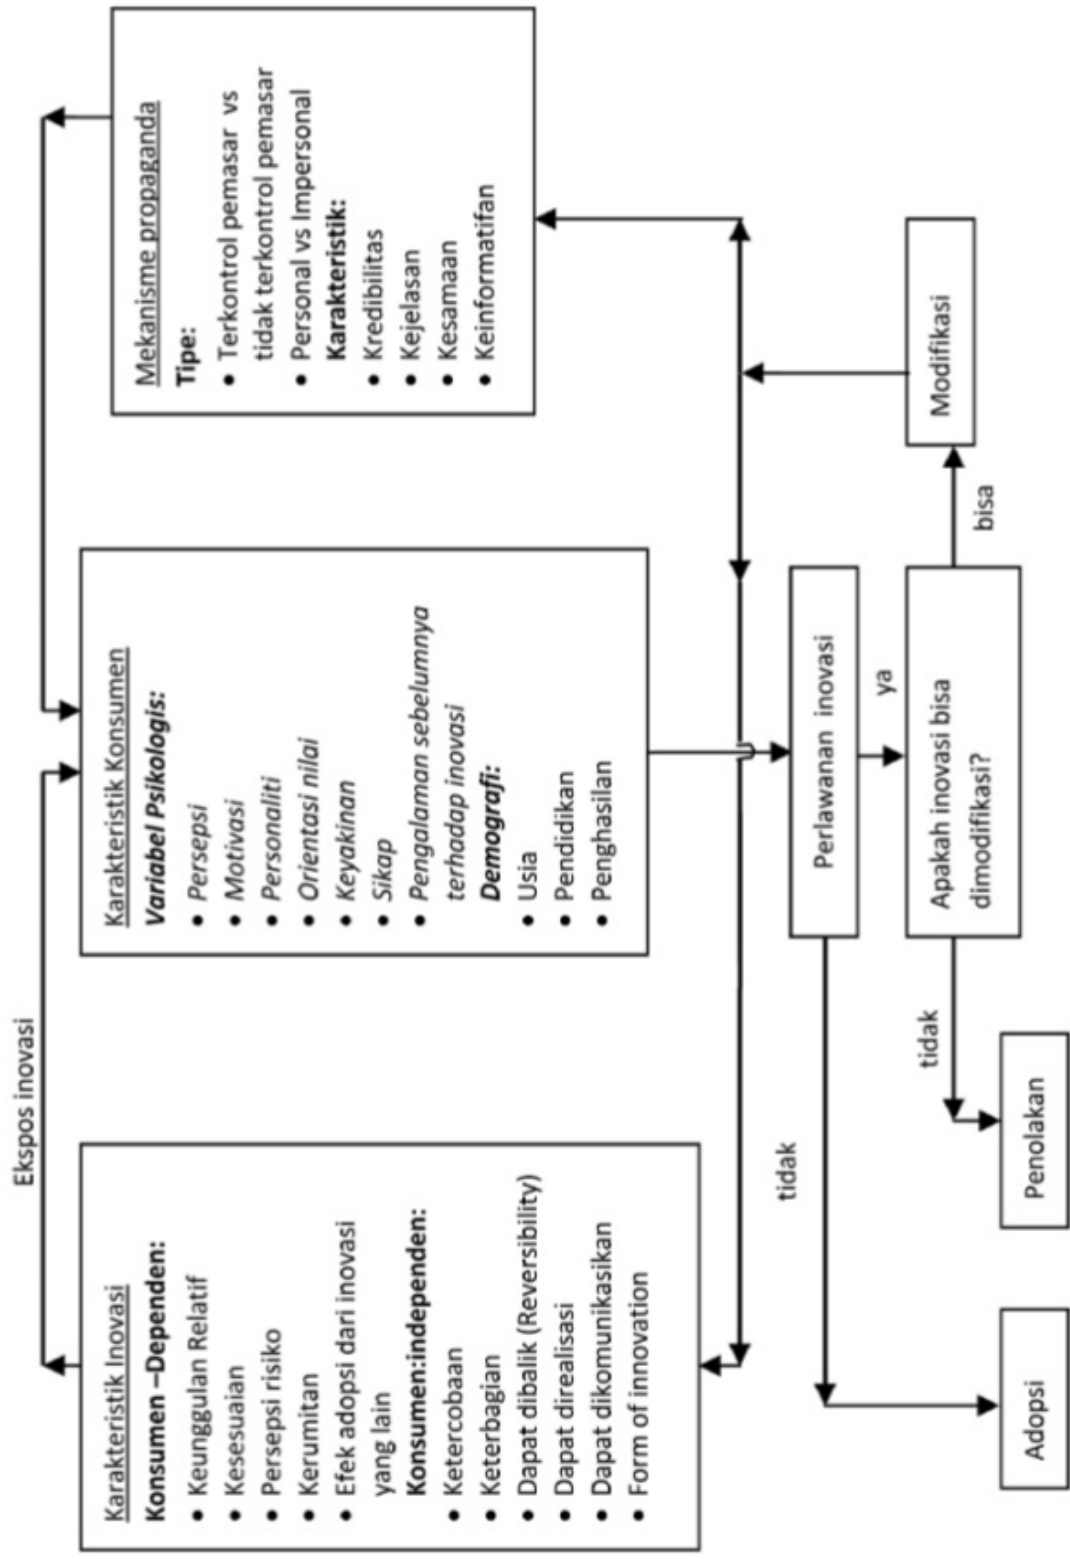 Ekspos inovasi
Karakteristik Inovasi
Konsumen –Dependen:
• Keunggulan Relatif
• Kesesuaian
• Persepsi risiko
• Kerumitan
• Efek adopsi dari inovasi
yang lain
Konsumen:independen:
• Ketercobaan
• Keterbagian
• Dapat dibalik (Reversibility)
• Dapat direalisasi
• Dapat dikomunikasikan
• Form of innovation
Karakteristik Konsumen
Variabel Psikologis:
• Persepsi
• Motivasi
• Personaliti
• Orientasi nilai
• Keyakinan
• Sikap
• Pengalaman sebelumnya
terhadap inovasi
Demografi:
• Usia
• Pendidikan
• Penghasilan
Mekanisme propaganda
Tipe:
• Terkontrol pemasar vs
tidak terkontrol pemasar
• Personal vs Impersonal
Karakteristik:
• Kredibilitas
• Kejelasan
• Kesamaan
• Keinformatifan
tidak
Perlawanan inovasi
ya
tidak
Apakah inovasi bisa
dimodifikasi?
bisa
Modifikasi
Adopsi
Penolakan